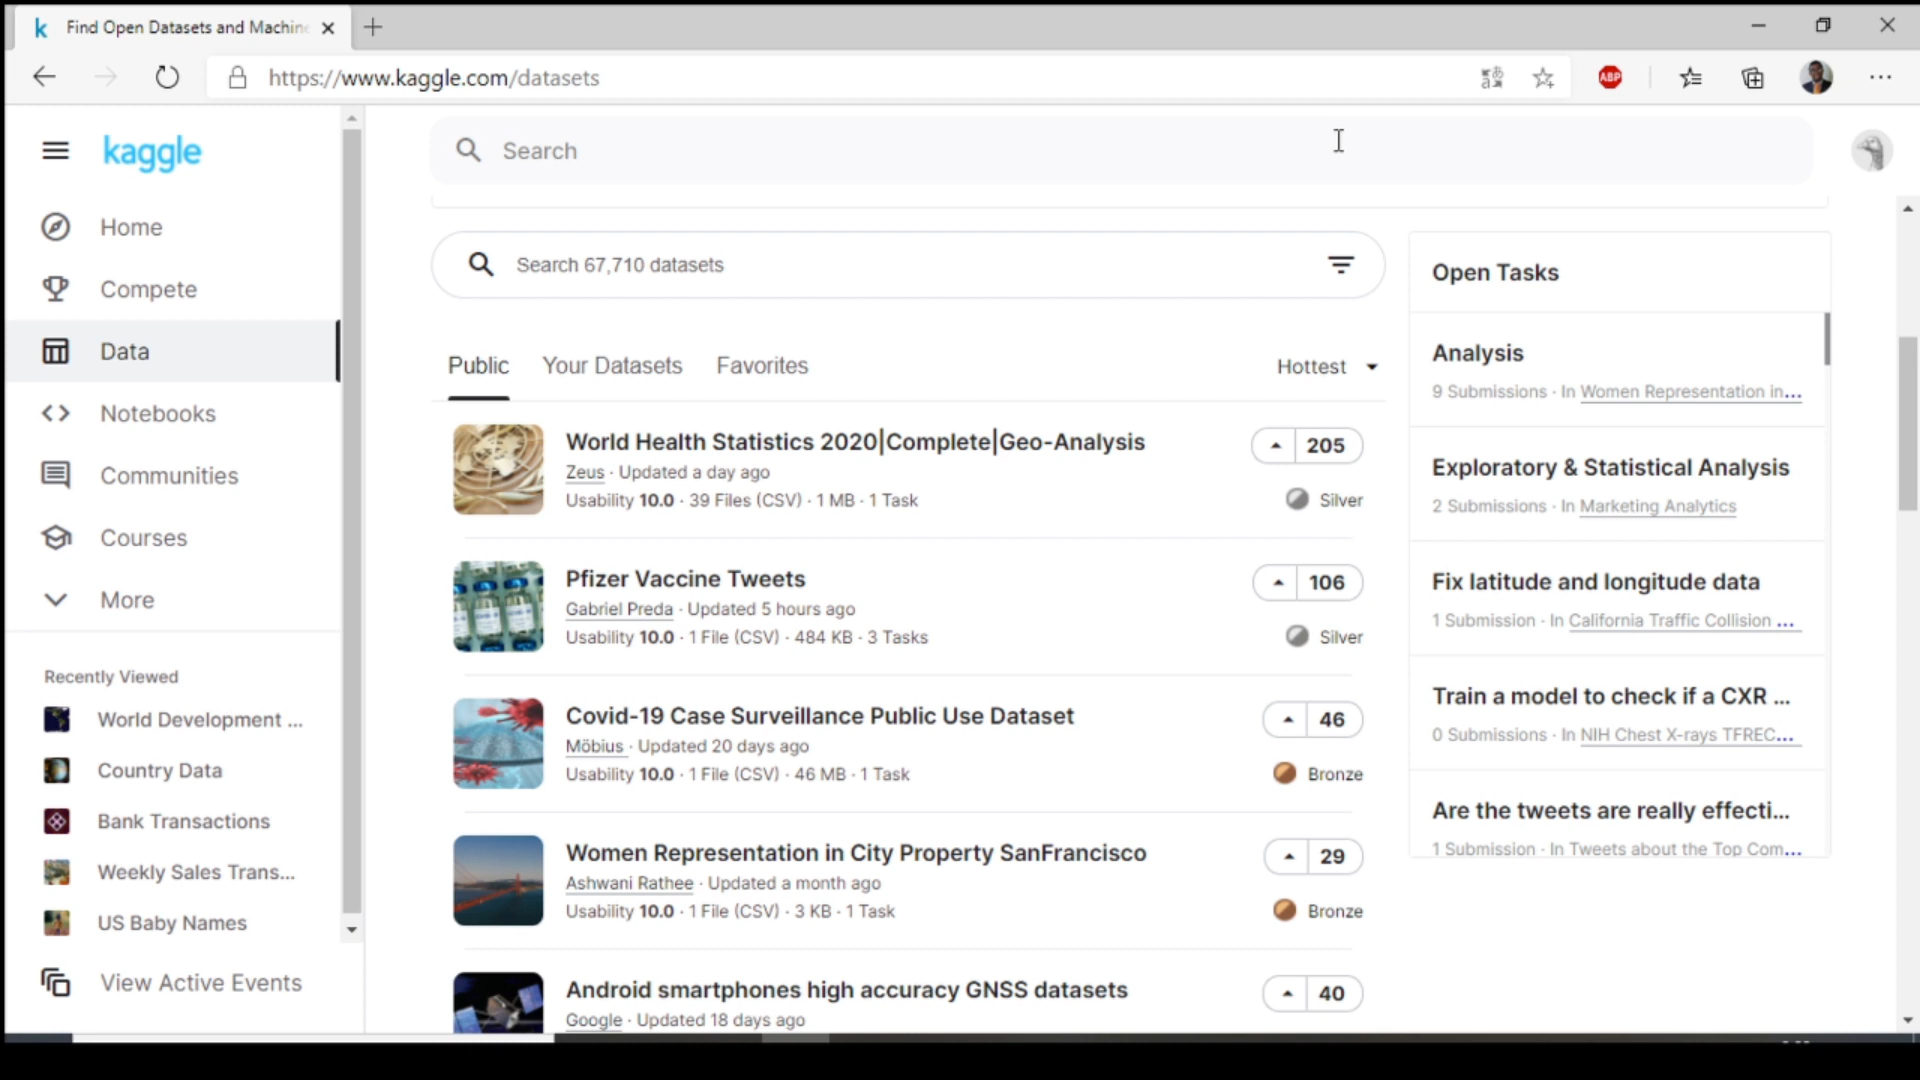 k Find Open Datasets and Machine
https://www.kaggle.com/datasets
ABP
kaggle
Search
Home
Compete
Data
Notebooks
Communities
Courses
More
Recently Viewed
World Development ...
Country Data
Bank Transactions
Weekly Sales Trans...
US Baby Names
View Active Events
Search 67,710 datasets
Public Your Datasets Favorites Hottest
World Health Statistics 2020|Complete|Geo-Analysis 205
Zeus · Updated a day ago
Usability 10.0 · 39 Files (CSV) · 1 MB · 1 Task Silver
Pfizer Vaccine Tweets 106
Gabriel Preda · Updated 5 hours ago
Usability 10.0 · 1 File (CSV) · 484 KB · 3 Tasks Silver
Covid-19 Case Surveillance Public Use Dataset 46
Möbius · Updated 20 days ago
Usability 10.0 · 1 File (CSV) · 46 MB · 1 Task Bronze
Women Representation in City Property SanFrancisco 29
Ashwani Rathee · Updated a month ago
Usability 10.0 · 1 File (CSV) · 3 KB · 1 Task Bronze
Android smartphones high accuracy GNSS datasets 40
Google · Updated 18 days ago
Open Tasks
Analysis
9 Submissions · In Women Representation in...
Exploratory & Statistical Analysis
2 Submissions · In Marketing Analytics
Fix latitude and longitude data
1 Submission · In California Traffic Collision ...
Train a model to check if a CXR ...
0 Submissions · In NIH Chest X-rays TFREC...
Are the tweets are really effecti...
1 Submission · In Tweets about the Top Com...